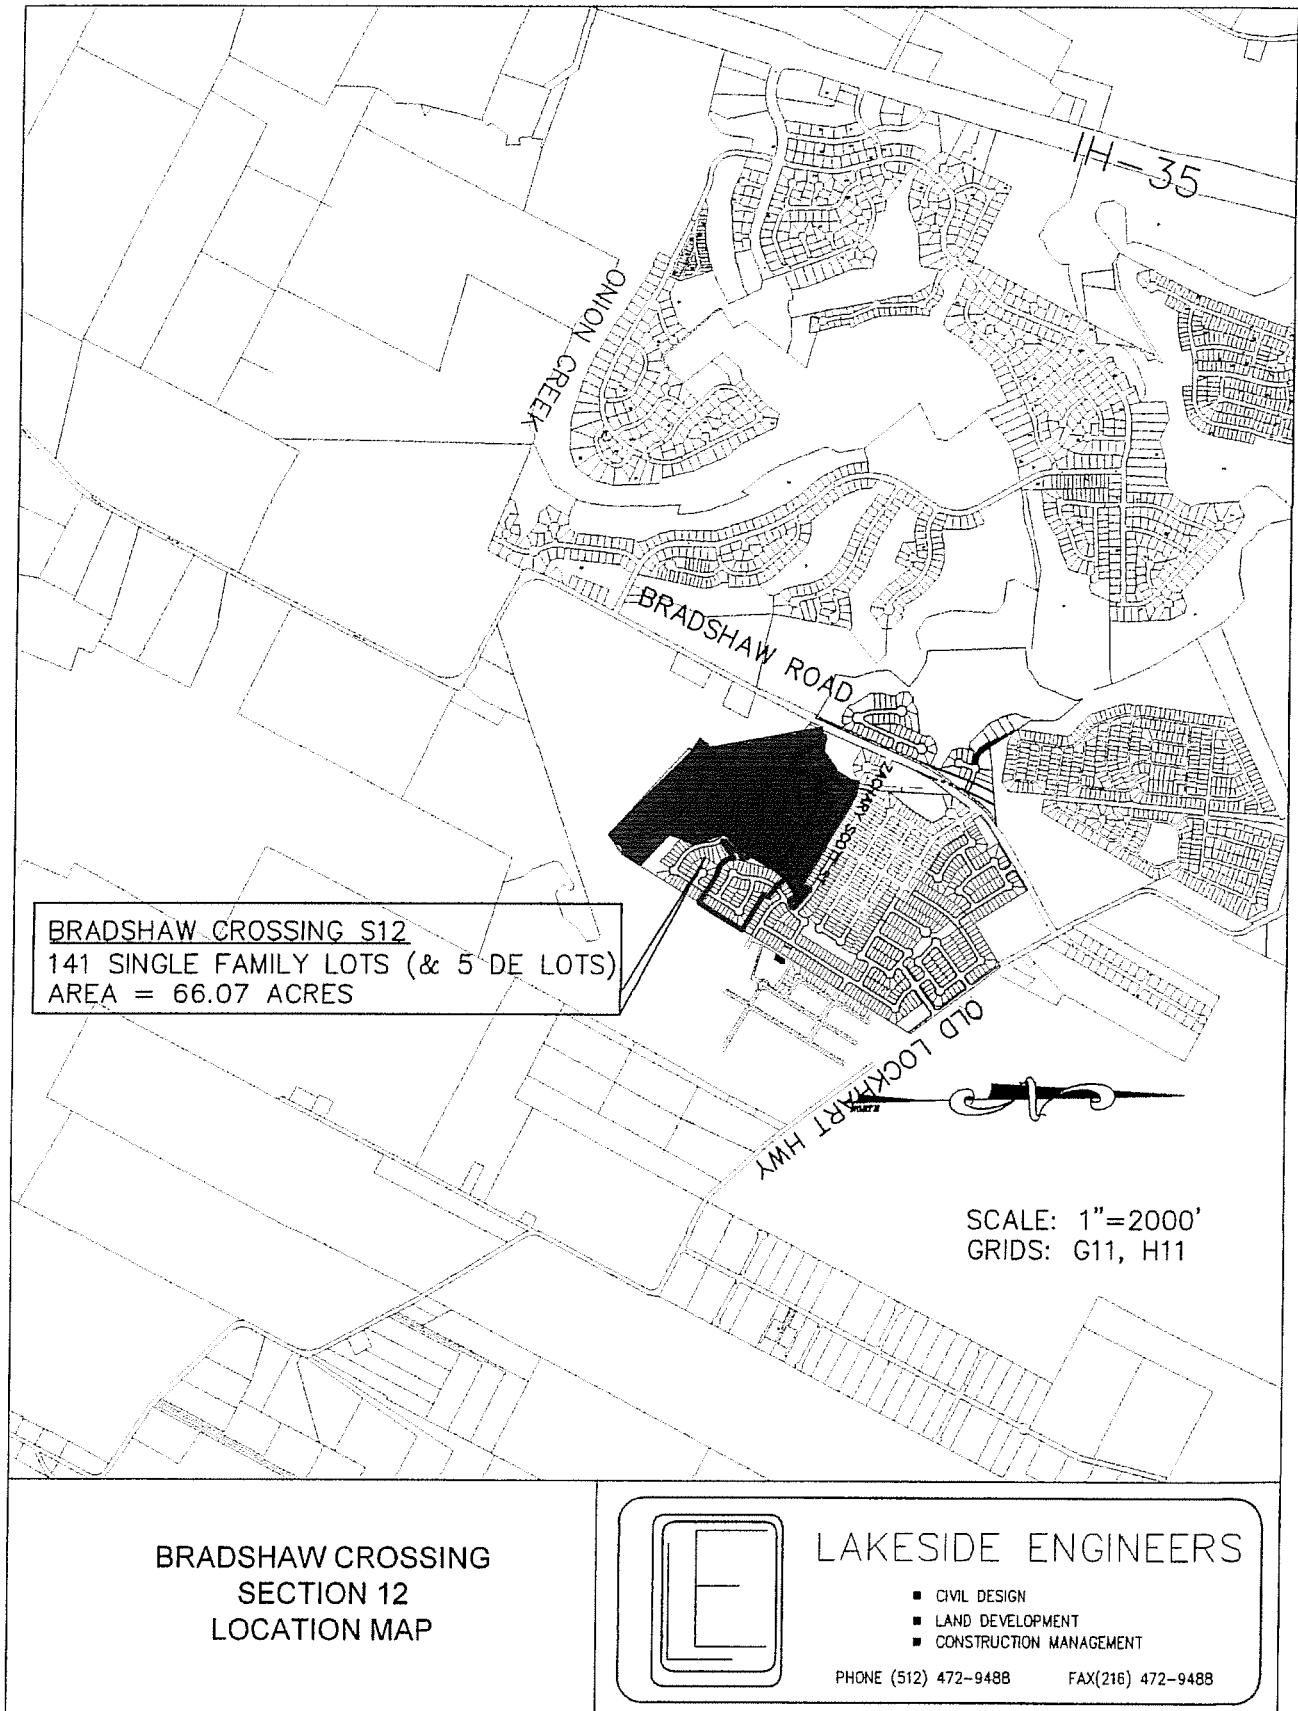 IH-35
ONION CREEK
BRADSHAW ROAD
ZACHARY SCOTT ST
BRADSHAW CROSSING S12
141 SINGLE FAMILY LOTS (& 5 DE LOTS)
AREA = 66.07 ACRES
OLD LOCKHART HWY
NORTH
SCALE: 1"=2000'
GRIDS: G11, H11
BRADSHAW CROSSING
SECTION 12
LOCATION MAP
LAKESIDE ENGINEERS
■ CIVIL DESIGN
■ LAND DEVELOPMENT
■ CONSTRUCTION MANAGEMENT
PHONE (512) 472-9488 FAX(216) 472-9488